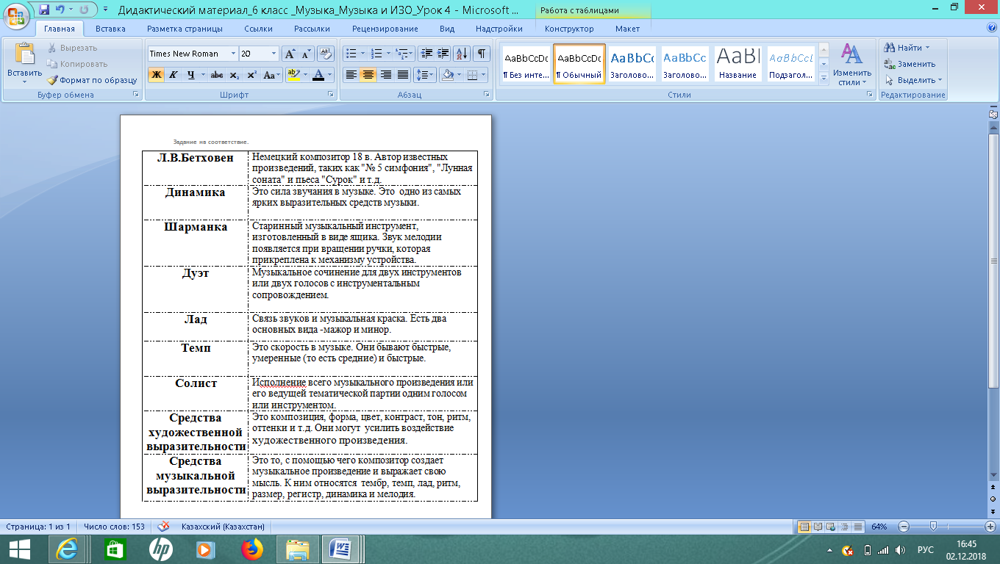 Дидактический материал_6 класс _Музыка_Музыка и ИЗО_Урок 4 - Microsoft ...
Работа с таблицами
Главная Вставка Разметка страницы Ссылки Рассылки Рецензирование Вид Надстройки Конструктор Макет
Вставить
Вырезать
Копировать
Формат по образцу
Буфер обмена
Times New Roman 20
Ж К Ч abc x₂ x² Aa
Шрифт
Абзац
AaBbCcDc AaBbCcDc AaBbCc AaBbCc AaBl AaBbCcL
¶ Без инте... ¶ Обычный Заголово... Заголово... Название Подзагол...
Изменить стили
Стили
Найти
Заменить
Выделить
Редактирование
Задание на соответствие.
Л.В.Бетховен
Немецкий композитор 18 в. Автор известных
произведений, таких как "№ 5 симфония", "Лунная
соната" и пьеса "Сурок" и т.д.
Динамика
Это сила звучания в музыке. Это одно из самых
ярких выразительных средств музыки.
Шарманка
Старинный музыкальный инструмент,
изготовленный в виде ящика. Звук мелодии
появляется при вращении ручки, которая
прикреплена к механизму устройства.
Дуэт
Музыкальное сочинение для двух инструментов
или двух голосов с инструментальным
сопровождением.
Лад
Связь звуков и музыкальная краска. Есть два
основных вида -мажор и минор.
Темп
Это скорость в музыке. Они бывают быстрые,
умеренные (то есть средние) и быстрые.
Солист
Исполнение всего музыкального произведения или
его ведущей тематической партии одним голосом
или инструментом.
Средства
художественной
выразительности
Это композиция, форма, цвет, контраст, тон, ритм,
оттенки и т.д. Они могут усилить воздействие
художественного произведения.
Средства
музыкальной
выразительности
Это то, с помощью чего композитор создает
музыкальное произведение и выражает свою
мысль. К ним относятся тембр, темп, лад, ритм,
размер, регистр, динамика и мелодия.
Страница: 1 из 1 Число слов: 153 Казахский (Казахстан) 64%
РУС
16:45
02.12.2018